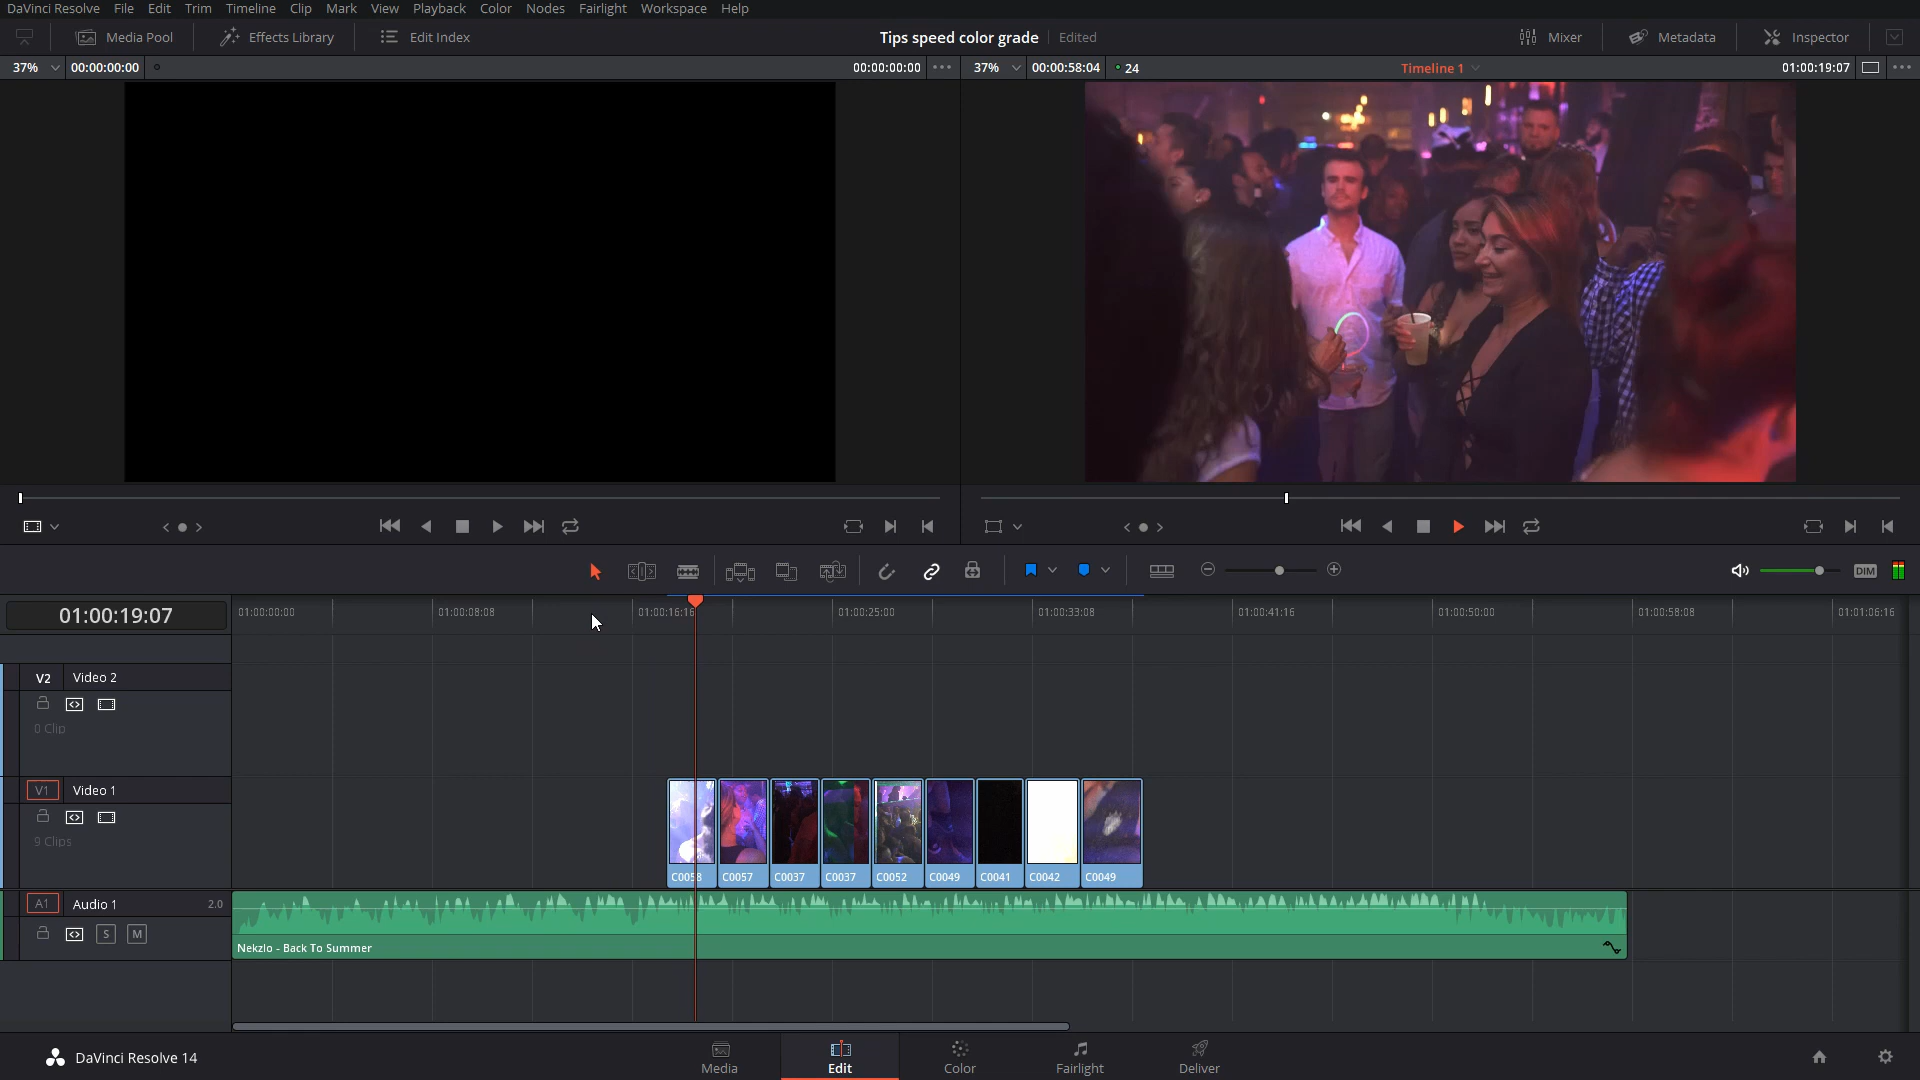 DaVinci Resolve File Edit Trim Timeline Clip Mark View Playback Color Nodes Fairlight Workspace Help
Media Pool Effects Library Edit Index Tips speed color grade Edited Mixer Metadata Inspector
37% 00:00:00:00 00:00:00:00 37% 00:00:58:04 24 Timeline 1 01:00:19:07
DIM
01:00:19:07 01:00:00:00 01:00:08:08 01:00:16:16 01:00:25:00 01:00:33:08 01:00:41:16 01:00:50:00 01:00:58:08 01:01:06:16
V2 Video 2
0 Clip
V1 Video 1
9 Clips
C0058 C0057 C0037 C0037 C0052 C0049 C0041 C0042 C0049
A1 Audio 1 2.0
S M
Nekzlo - Back To Summer
DaVinci Resolve 14 Media Edit Color Fairlight Deliver